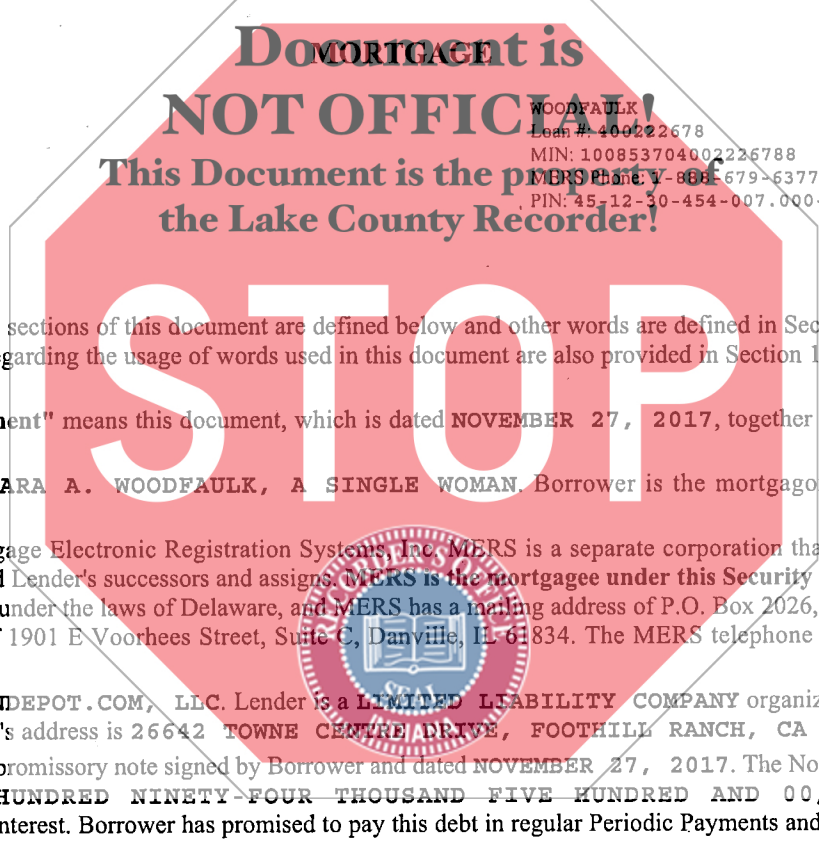 Document is
MORTGAGE
NOT OFFICIAL!
WOODFAULK
Loan #: 400222678
MIN: 100853704002226788
This Document is the property of
MERS Phone: 1-888-679-6377
the Lake County Recorder!
PIN: 45-12-30-454-007.000-
STOP
sections of this document are defined below and other words are defined in Sec
garding the usage of words used in this document are also provided in Section 1
ment" means this document, which is dated NOVEMBER 27, 2017, together
ARA A. WOODFAULK, A SINGLE WOMAN. Borrower is the mortgago
gage Electronic Registration Systems, Inc. MERS is a separate corporation tha
d Lender's successors and assigns. MERS is the mortgagee under this Security
under the laws of Delaware, and MERS has a mailing address of P.O. Box 2026,
1901 E Voorhees Street, Suite C, Danville, IL 61834. The MERS telephone
NDEPOT.COM, LLC. Lender is a LIMITED LIABILITY COMPANY organiz
's address is 26642 TOWNE CENTRE DRIVE, FOOTHILL RANCH, CA
promissory note signed by Borrower and dated NOVEMBER 27, 2017. The No
HUNDRED NINETY-FOUR THOUSAND FIVE HUNDRED AND 00/
nterest. Borrower has promised to pay this debt in regular Periodic Payments and
RECORDER'S OFFICE
SEAL
INDIANA